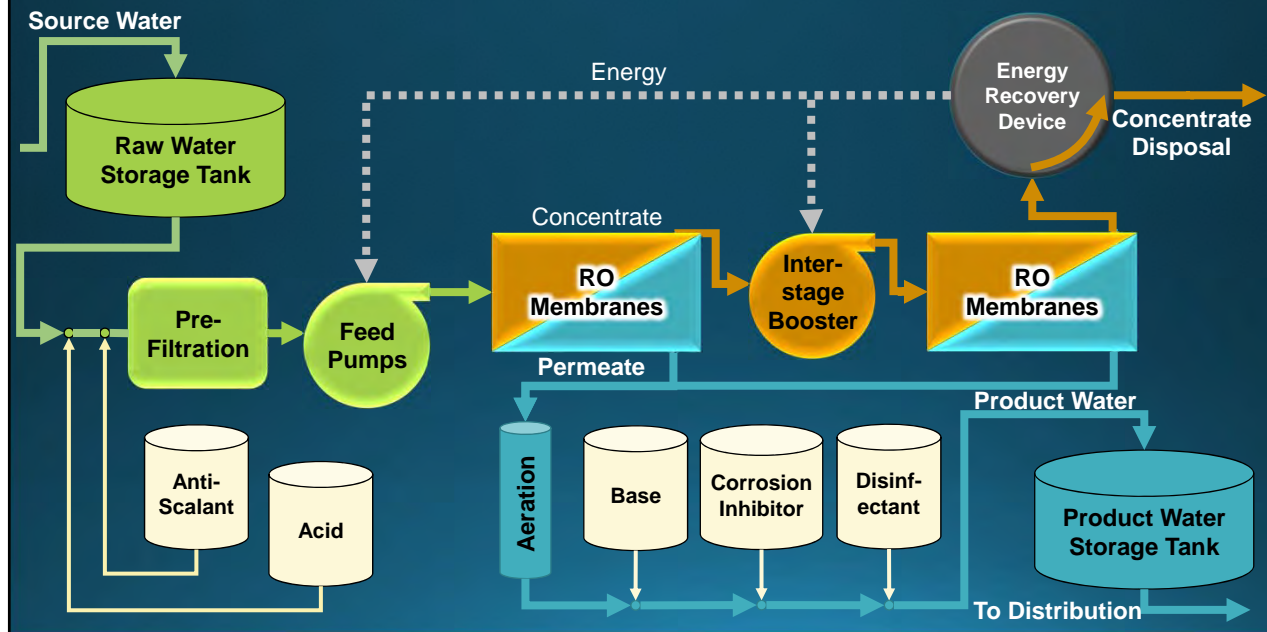 Source Water
Raw Water
Storage Tank
Energy
Energy
Recovery
Device
Concentrate
Disposal
Concentrate
Pre-
Filtration
Feed
Pumps
RO
Membranes
Inter-
stage
Booster
RO
Membranes
Permeate
Product Water
Anti-
Scalant
Acid
Aeration
Base
Corrosion
Inhibitor
Disinf-
ectant
Product Water
Storage Tank
To Distribution